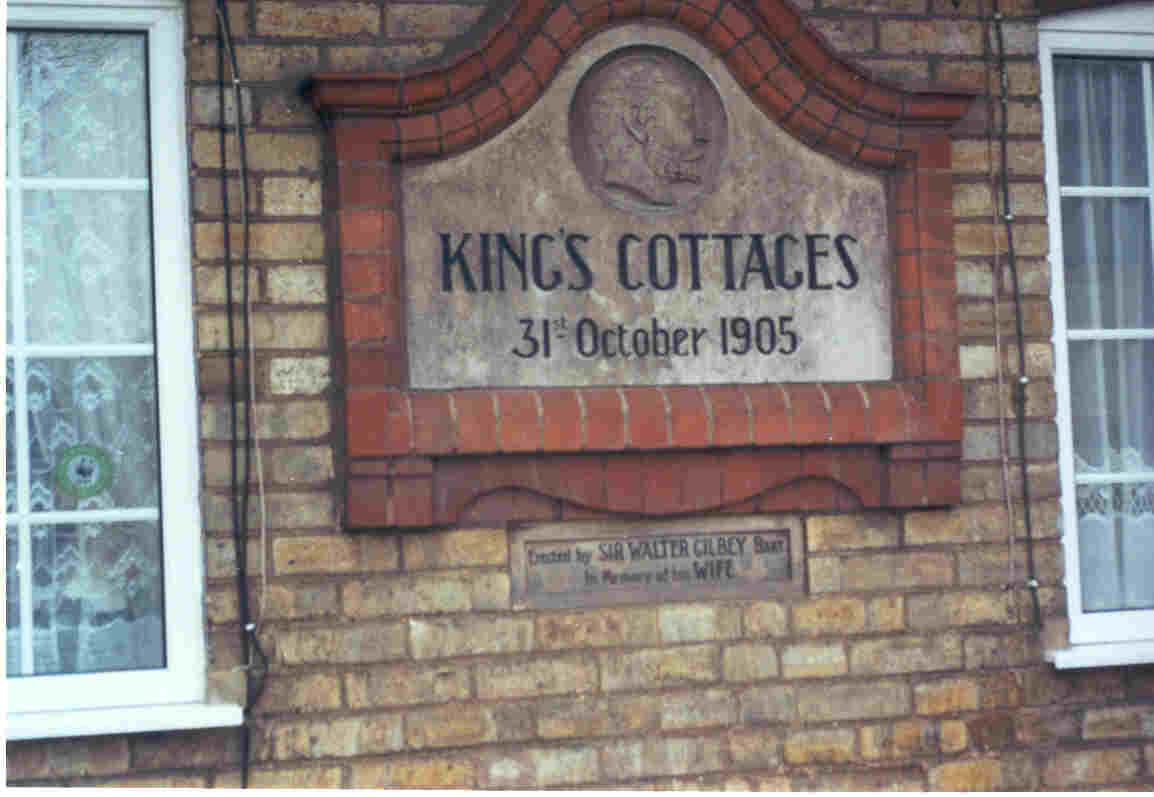 KING'S COTTAGES
31st October 1905
Erected by SIR WALTER GILBEY BART
In Memory of his WIFE